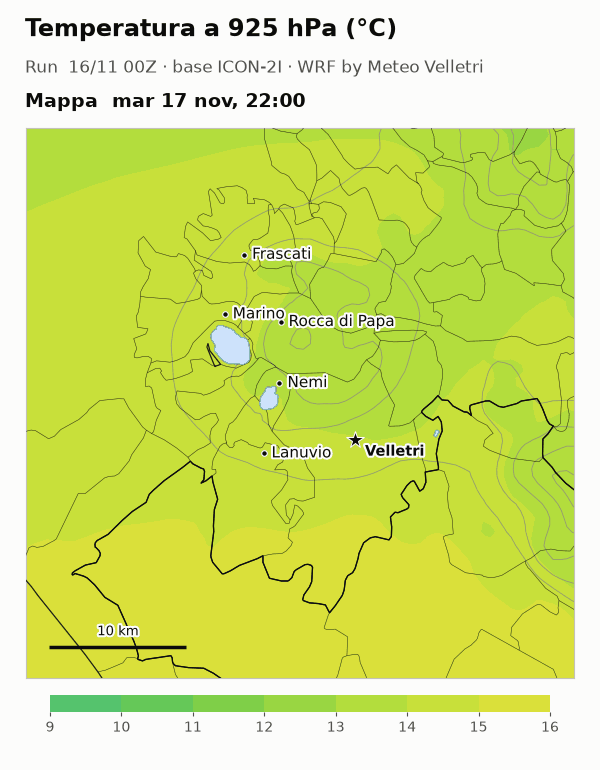 Temperatura a 925 hPa (°C)
Run  16/11 00Z · base ICON-2I · WRF by Meteo Velletri
Mappa  mar 17 nov, 22:00
Frascati
Marino
Rocca di Papa
Nemi
Velletri
Lanuvio
10 km
9 10 11 12 13 14 15 16